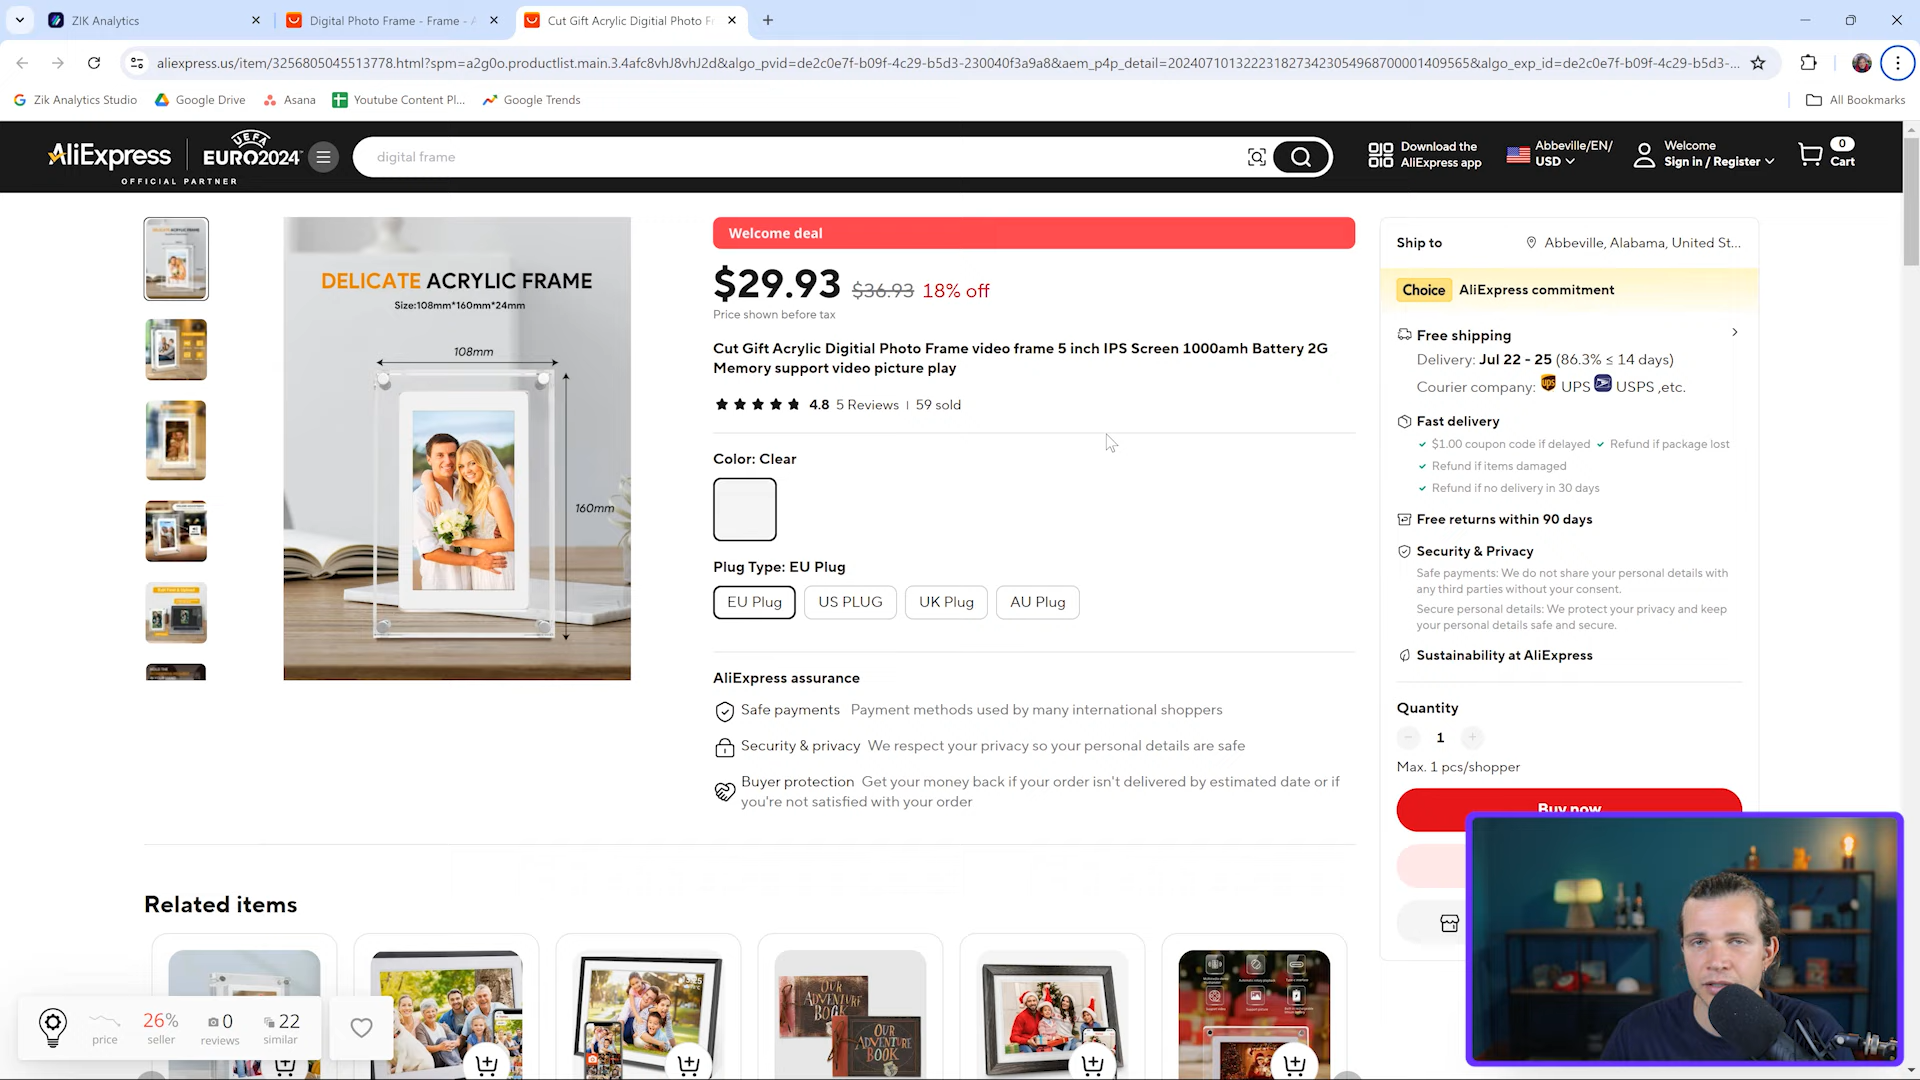 ZIK Analytics
Digital Photo Frame - Frame - A
Cut Gift Acrylic Digitial Photo F
aliexpress.us/item/3256805045513778.html?spm=a2g0o.productlist.main.3.4afc8vhJ8vhJ2d&algo_pvid=de2c0e7f-b09f-4c29-b5d3-230040f3a9a8&aem_p4p_detail=2024071013222318273423054968700001409565&algo_exp_id=de2c0e7f-b09f-4c29-b5d3-...
Zik Analytics Studio
Google Drive
Asana
Youtube Content Pl...
Google Trends
All Bookmarks
AliExpress
UEFA
EURO2024
OFFICIAL PARTNER
digital frame
Download the
AliExpress app
Abbeville/EN/
USD
Welcome
Sign in / Register
0
Cart
DELICATE ACRYLIC FRAME
Size:108mm*160mm*24mm
108mm
160mm
Welcome deal
$29.93 $36.93 18% off
Price shown before tax
Cut Gift Acrylic Digitial Photo Frame video frame 5 inch IPS Screen 1000amh Battery 2G
Memory support video picture play
4.8 5 Reviews | 59 sold
Color: Clear
Plug Type: EU Plug
EU Plug
US PLUG
UK Plug
AU Plug
AliExpress assurance
Safe payments Payment methods used by many international shoppers
Security & privacy We respect your privacy so your personal details are safe
Buyer protection Get your money back if your order isn't delivered by estimated date or if
you're not satisfied with your order
Ship to
Abbeville, Alabama, United St...
Choice AliExpress commitment
Free shipping
Delivery: Jul 22 - 25 (86.3% ≤ 14 days)
Courier company: UPS USPS ,etc.
Fast delivery
$1.00 coupon code if delayed Refund if package lost
Refund if items damaged
Refund if no delivery in 30 days
Free returns within 90 days
Security & Privacy
Safe payments: We do not share your personal details with
any third parties without your consent.
Secure personal details: We protect your privacy and keep
your personal details safe and secure.
Sustainability at AliExpress
Quantity
1
Max. 1 pcs/shopper
Buy now
Related items
OUR
ADVENTURE
BOOK
OUR
ADVENTURE
BOOK
price
26%
seller
0
reviews
22
similar